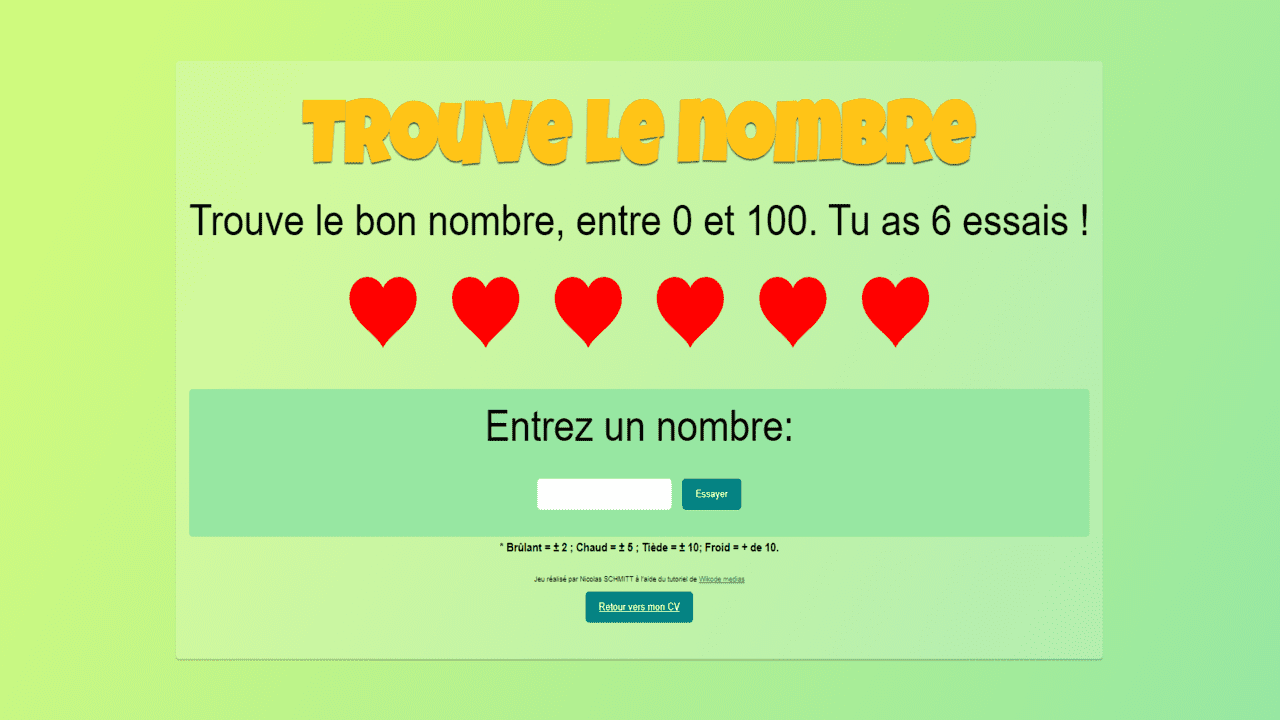 Trouve le nombre
Trouve le bon nombre, entre 0 et 100. Tu as 6 essais !
Entrez un nombre:
Essayer
* Brûlant = ± 2 ; Chaud = ± 5 ; Tiède = ± 10; Froid = + de 10.
Jeu réalisé par Nicolas SCHMITT à l'aide du tutoriel de Wikode medias
Retour vers mon CV